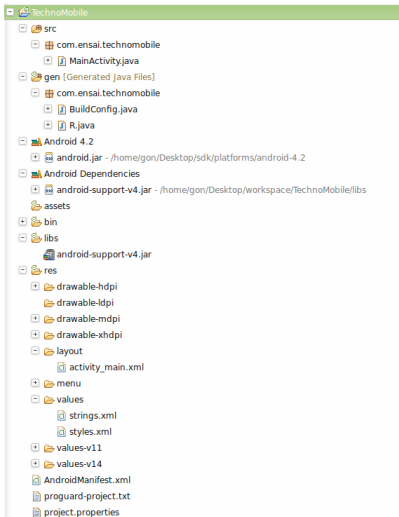 TechnoMobile
src
com.ensai.technomobile
MainActivity.java
gen [Generated Java Files]
com.ensai.technomobile
BuildConfig.java
R.java
Android 4.2
android.jar - /home/gon/Desktop/sdk/platforms/android-4.2
Android Dependencies
android-support-v4.jar - /home/gon/Desktop/workspace/TechnoMobile/libs
assets
bin
libs
android-support-v4.jar
res
drawable-hdpi
drawable-ldpi
drawable-mdpi
drawable-xhdpi
layout
activity_main.xml
menu
values
strings.xml
styles.xml
values-v11
values-v14
AndroidManifest.xml
proguard-project.txt
project.properties